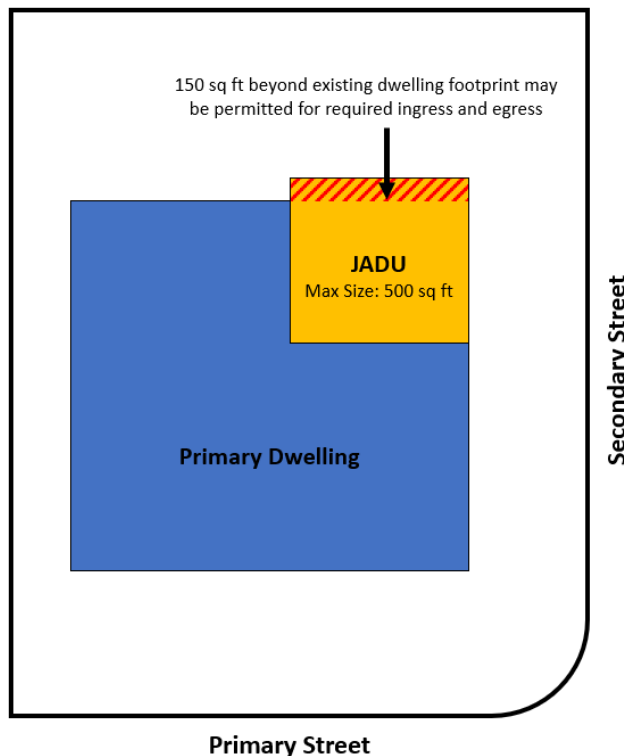 150 sq ft beyond existing dwelling footprint may
be permitted for required ingress and egress
JADU
Max Size: 500 sq ft
Primary Dwelling
Secondary Street
Primary Street